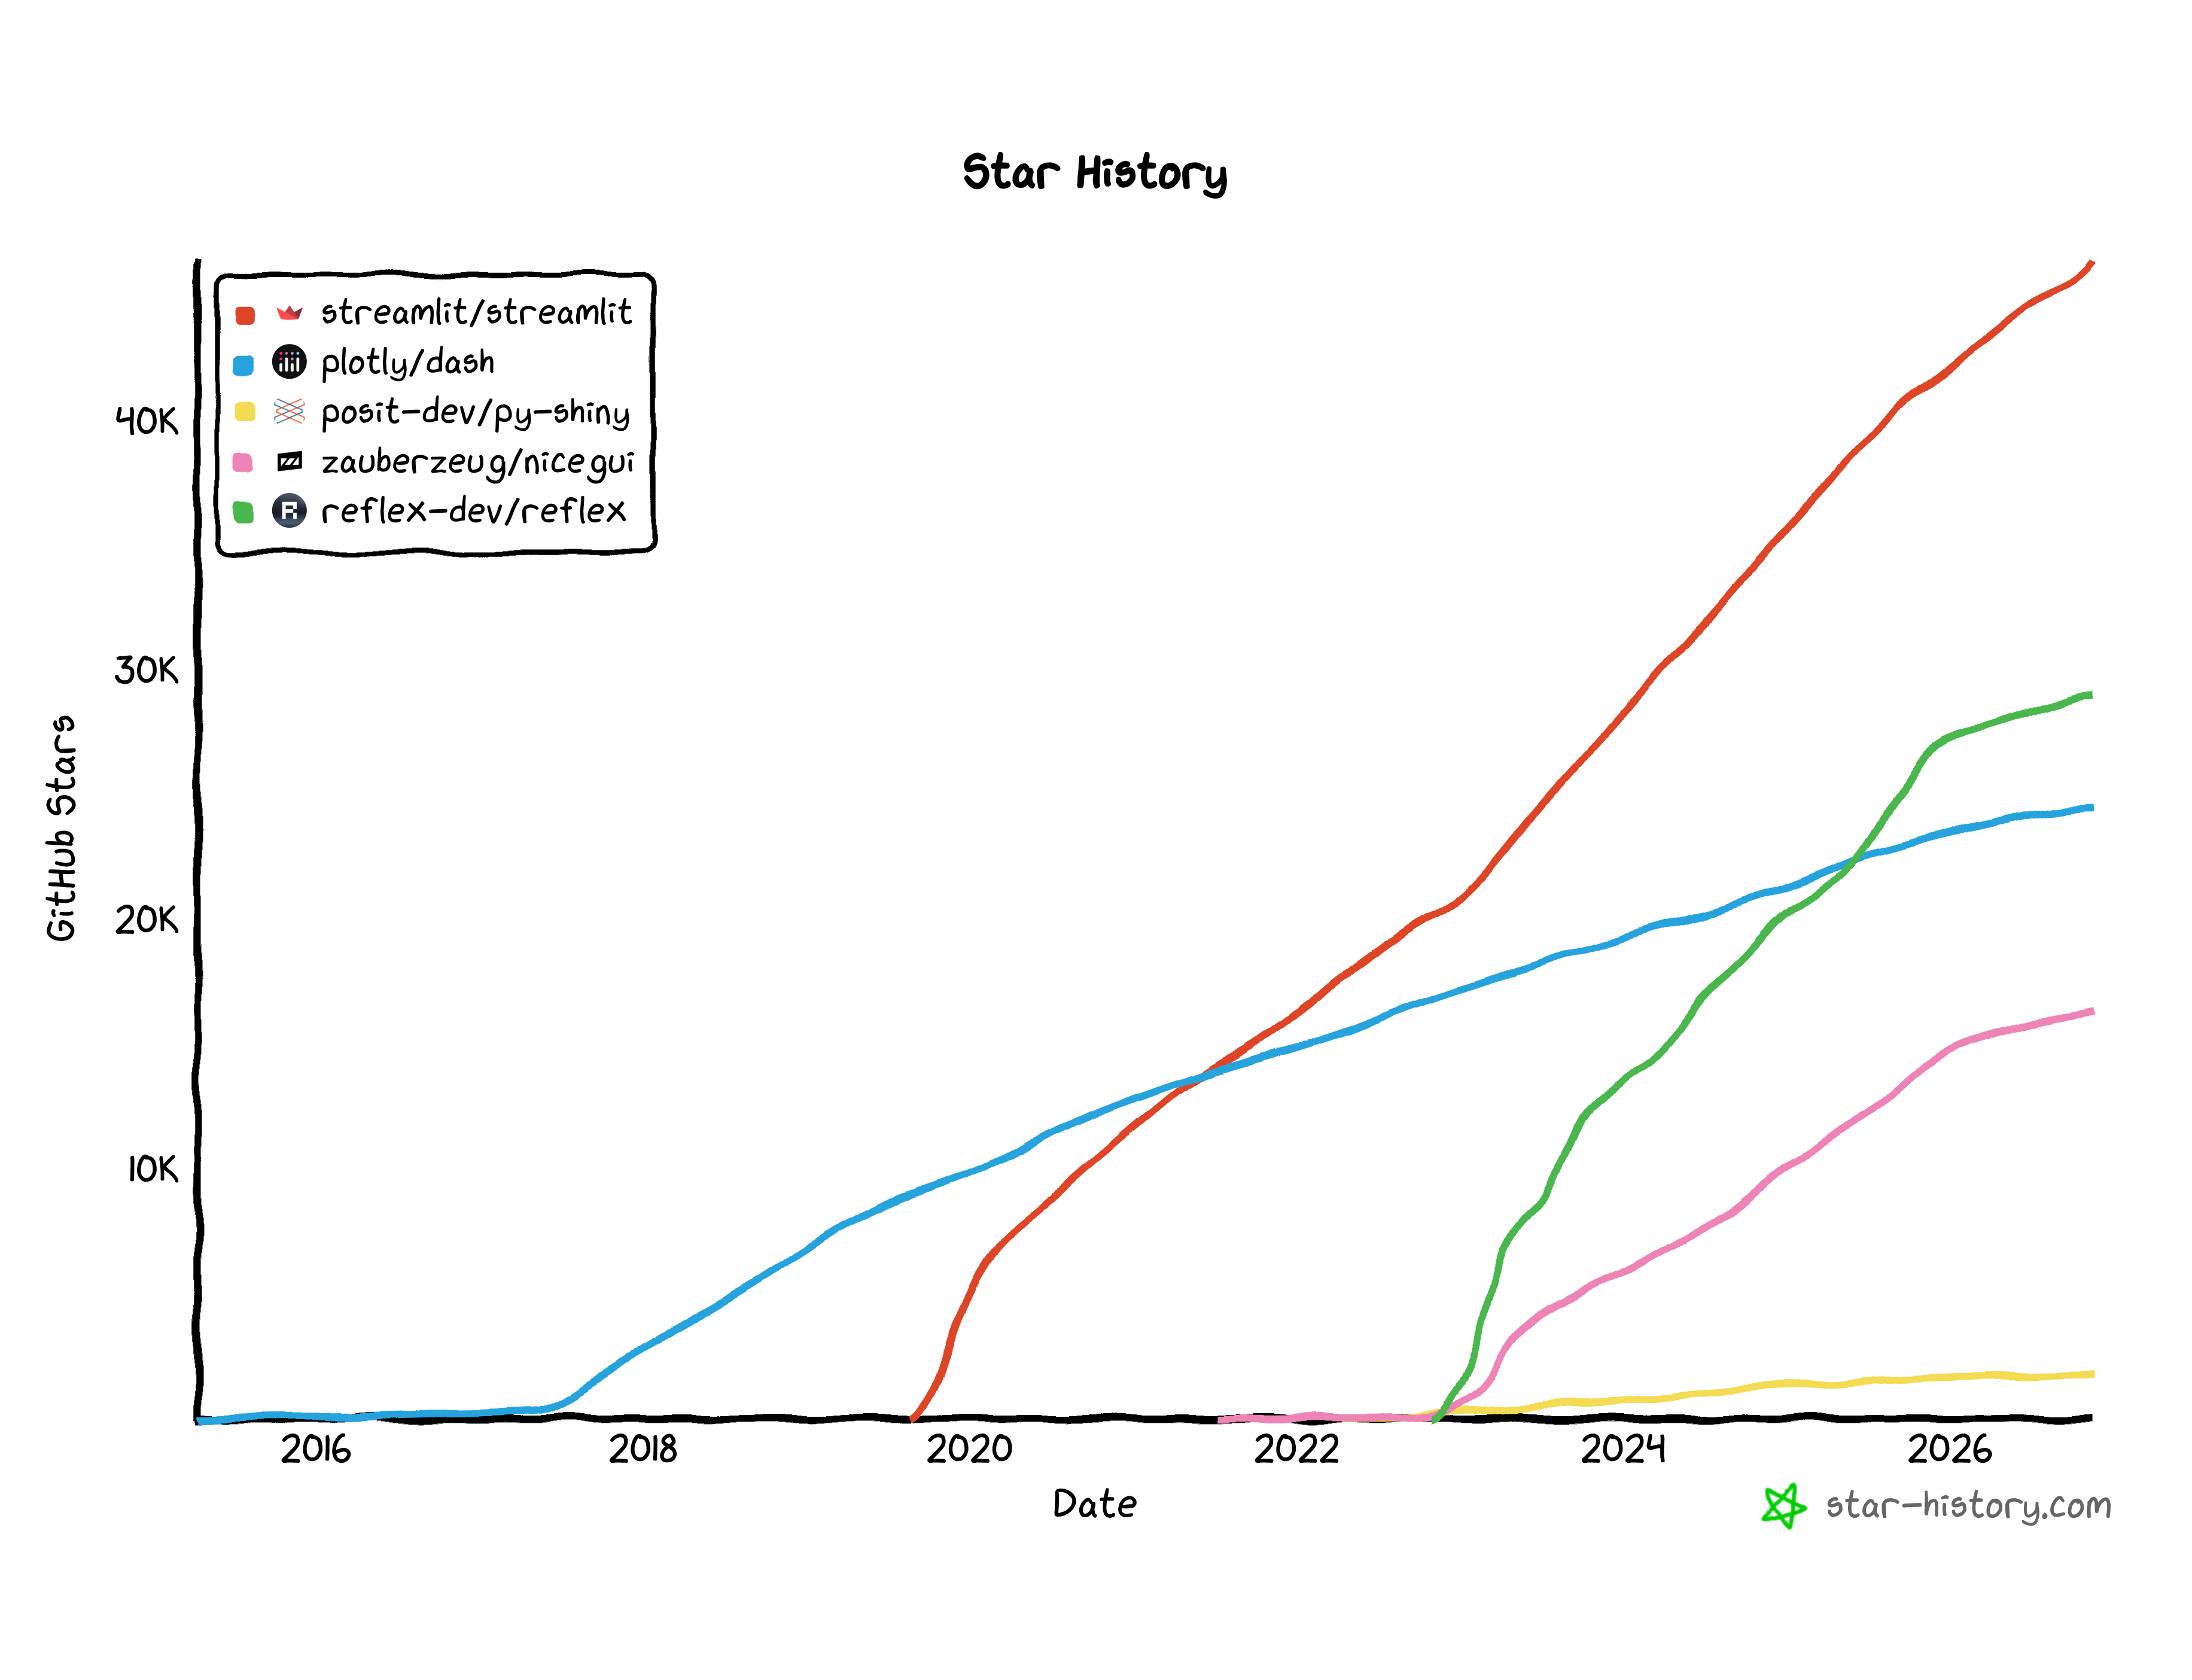 Star History
streamlit/streamlit
plotly/dash
posit-dev/py-shiny
zauberzeug/nicegui
R
reflex-dev/reflex
40K
30K
20K
10K
GitHub Stars
2016 2018 2020 2022 2024 2026
Date
star-history.com